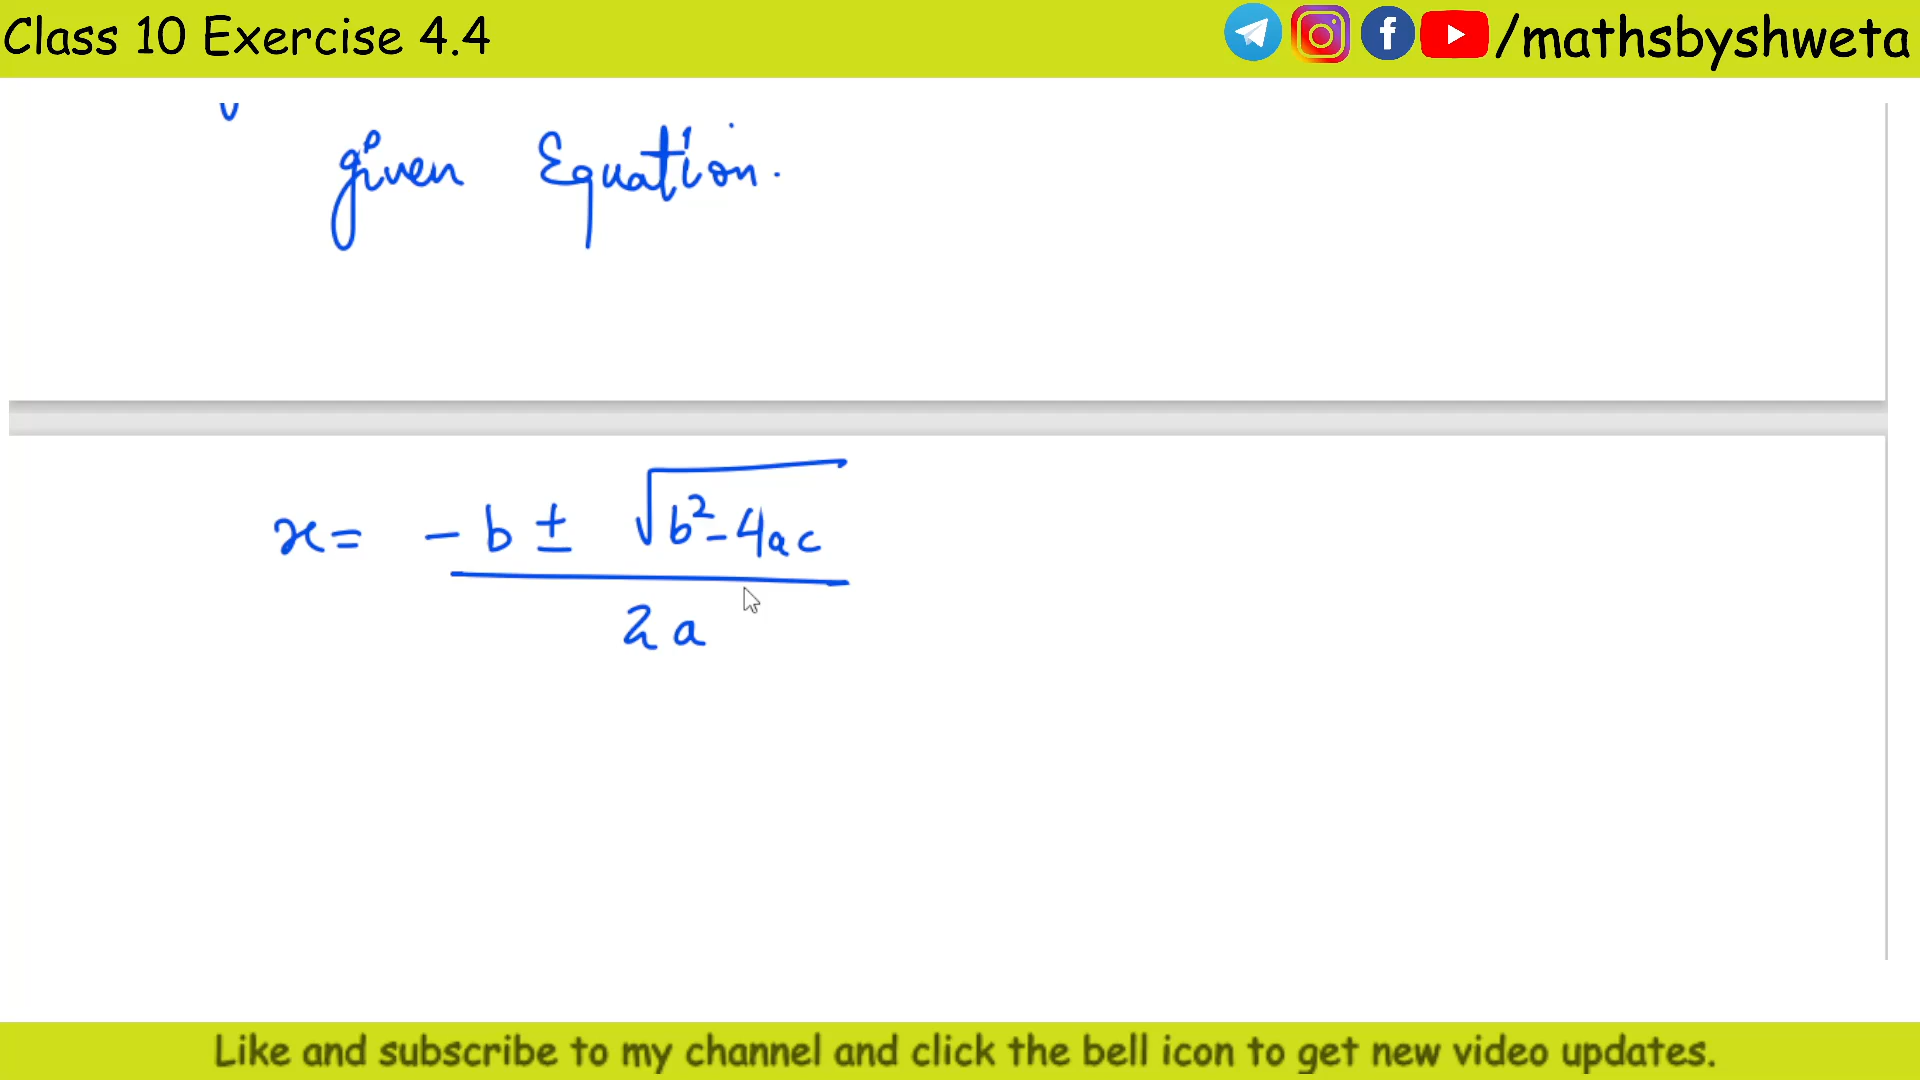 Class 10 Exercise 4.4
/mathsbyshweta
given Equation.
x = -b ± √b²-4ac
2a
Like and subscribe to my channel and click the bell icon to get new video updates.